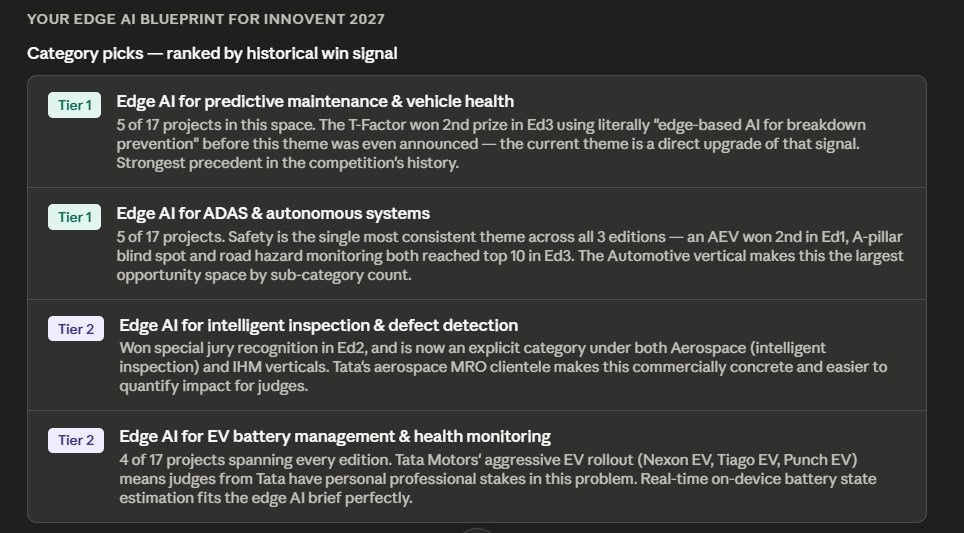 YOUR EDGE AI BLUEPRINT FOR INNOVENT 2027
Category picks — ranked by historical win signal
Tier 1
Edge AI for predictive maintenance & vehicle health
5 of 17 projects in this space. The T-Factor won 2nd prize in Ed3 using literally "edge-based AI for breakdown
prevention" before this theme was even announced — the current theme is a direct upgrade of that signal.
Strongest precedent in the competition's history.
Tier 1
Edge AI for ADAS & autonomous systems
5 of 17 projects. Safety is the single most consistent theme across all 3 editions — an AEV won 2nd in Ed1, A-pillar
blind spot and road hazard monitoring both reached top 10 in Ed3. The Automotive vertical makes this the largest
opportunity space by sub-category count.
Tier 2
Edge AI for intelligent inspection & defect detection
Won special jury recognition in Ed2, and is now an explicit category under both Aerospace (intelligent
inspection) and IHM verticals. Tata's aerospace MRO clientele makes this commercially concrete and easier to
quantify impact for judges.
Tier 2
Edge AI for EV battery management & health monitoring
4 of 17 projects spanning every edition. Tata Motors' aggressive EV rollout (Nexon EV, Tiago EV, Punch EV)
means judges from Tata have personal professional stakes in this problem. Real-time on-device battery state
estimation fits the edge AI brief perfectly.